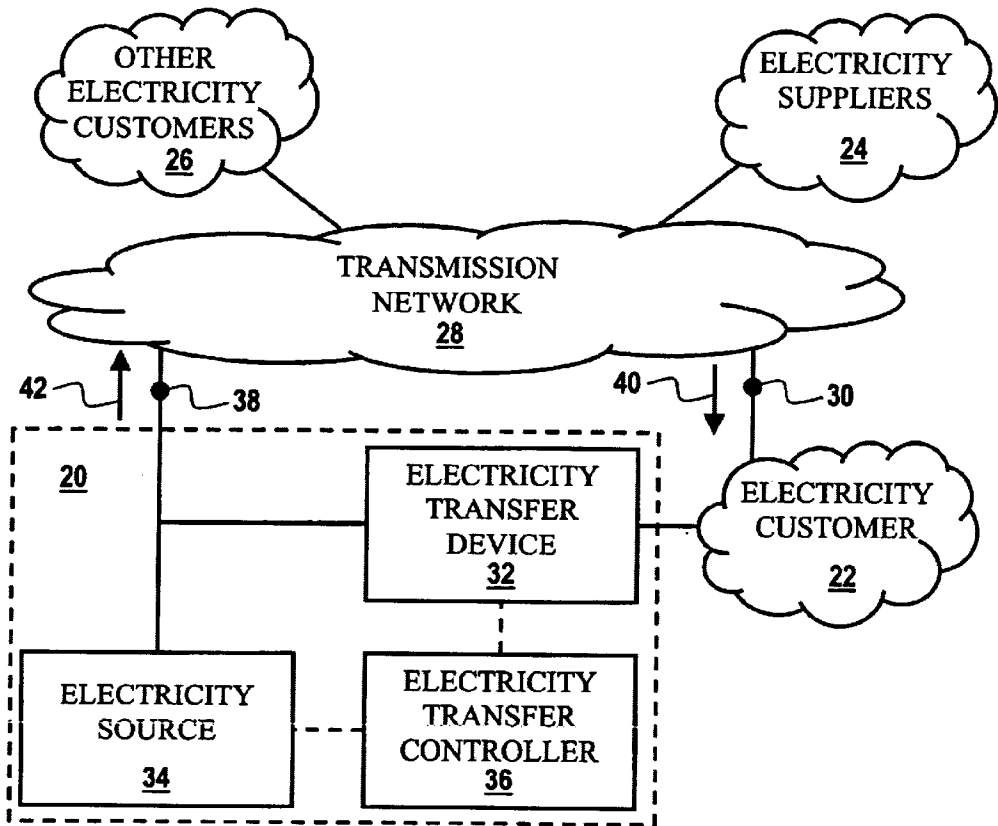 OTHER
ELECTRICITY
CUSTOMERS
26
ELECTRICITY
SUPPLIERS
24
TRANSMISSION
NETWORK
28
42
38
40
30
20
ELECTRICITY
TRANSFER
DEVICE
32
ELECTRICITY
CUSTOMER
22
ELECTRICITY
SOURCE
34
ELECTRICITY
TRANSFER
CONTROLLER
36